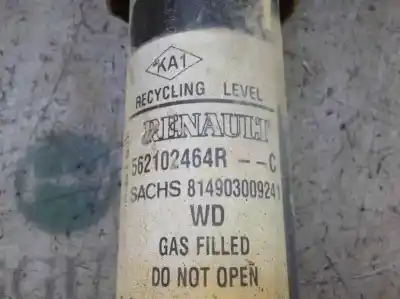 KA1
RECYCLING LEVEL
RENAULT
562102464R -- C
SACHS 814903009241
WD
GAS FILLED
DO NOT OPEN